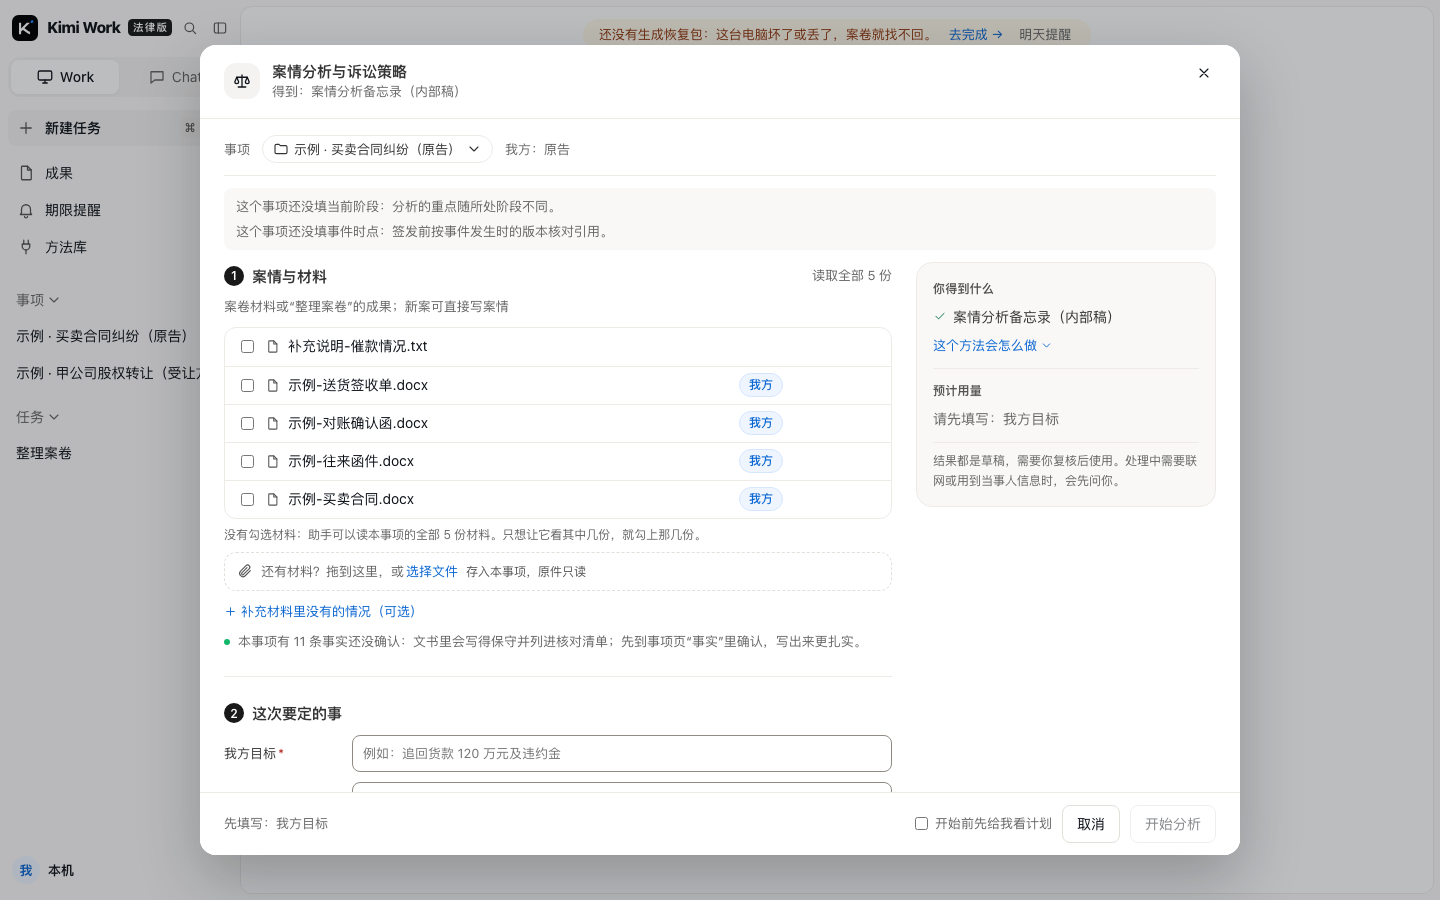 Kimi Work 法律版
还没有生成恢复包：这台电脑坏了或丢了，案卷就找不回。 去完成 → 明天提醒
Work
Chat
新建任务 ⌘
成果
期限提醒
方法库
事项
示例 · 买卖合同纠纷（原告）
示例 · 甲公司股权转让（受让
任务
整理案卷
我 本机
案情分析与诉讼策略
得到：案情分析备忘录（内部稿）
事项 示例 · 买卖合同纠纷（原告） 我方：原告
这个事项还没填当前阶段：分析的重点随所处阶段不同。
这个事项还没填事件时点：签发前按事件发生时的版本核对引用。
1 案情与材料 读取全部 5 份
案卷材料或“整理案卷”的成果；新案可直接写案情
补充说明-催款情况.txt
示例-送货签收单.docx 我方
示例-对账确认函.docx 我方
示例-往来函件.docx 我方
示例-买卖合同.docx 我方
没有勾选材料：助手可以读本事项的全部 5 份材料。只想让它看其中几份，就勾上那几份。
还有材料？拖到这里，或 选择文件 存入本事项，原件只读
+ 补充材料里没有的情况（可选）
本事项有 11 条事实还没确认：文书里会写得保守并列进核对清单；先到事项页“事实”里确认，写出来更扎实。
2 这次要定的事
我方目标* 例如：追回货款 120 万元及违约金
你得到什么
案情分析备忘录（内部稿）
这个方法会怎么做
预计用量
请先填写：我方目标
结果都是草稿，需要你复核后使用。处理中需要联
网或用到当事人信息时，会先问你。
先填写：我方目标
开始前先给我看计划 取消 开始分析